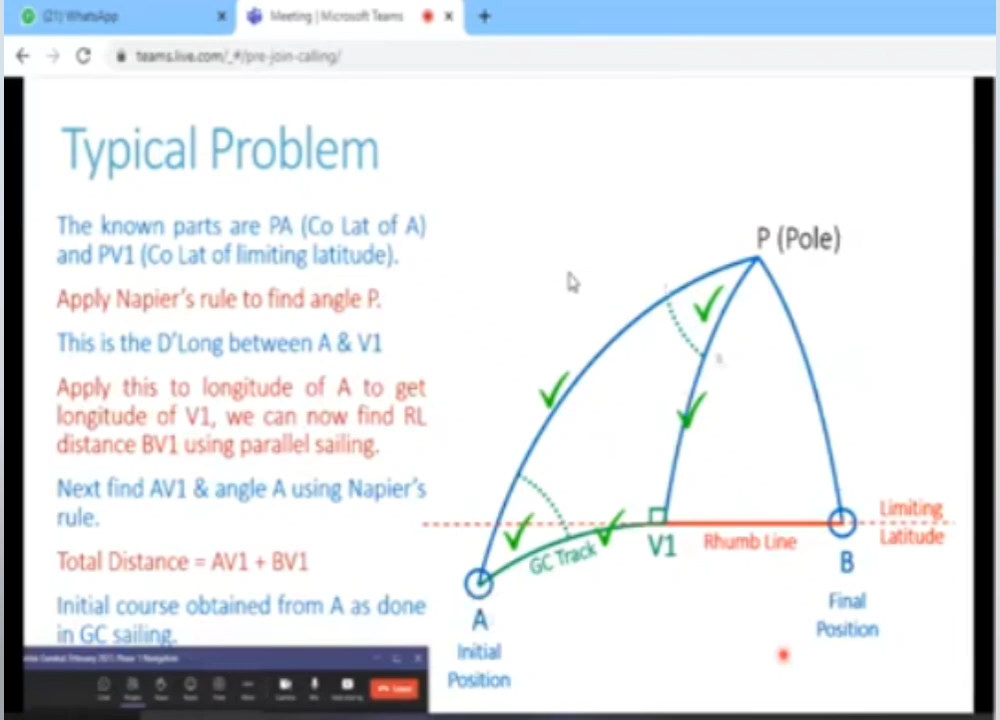 (21) WhatsApp
Meeting | Microsoft Teams
teams.live.com/_#/pre-join-calling/
Typical Problem
The known parts are PA (Co Lat of A)
and PV1 (Co Lat of limiting latitude).
Apply Napier's rule to find angle P.
This is the D'Long between A & V1
Apply this to longitude of A to get
longitude of V1, we can now find RL
distance BV1 using parallel sailing.
Next find AV1 & angle A using Napier's
rule.
Total Distance = AV1 + BV1
Initial course obtained from A as done
in GC sailing.
P (Pole)
Limiting
Latitude
GC Track
V1
Rhumb Line
B
Final
Position
A
Initial
Position
Leave